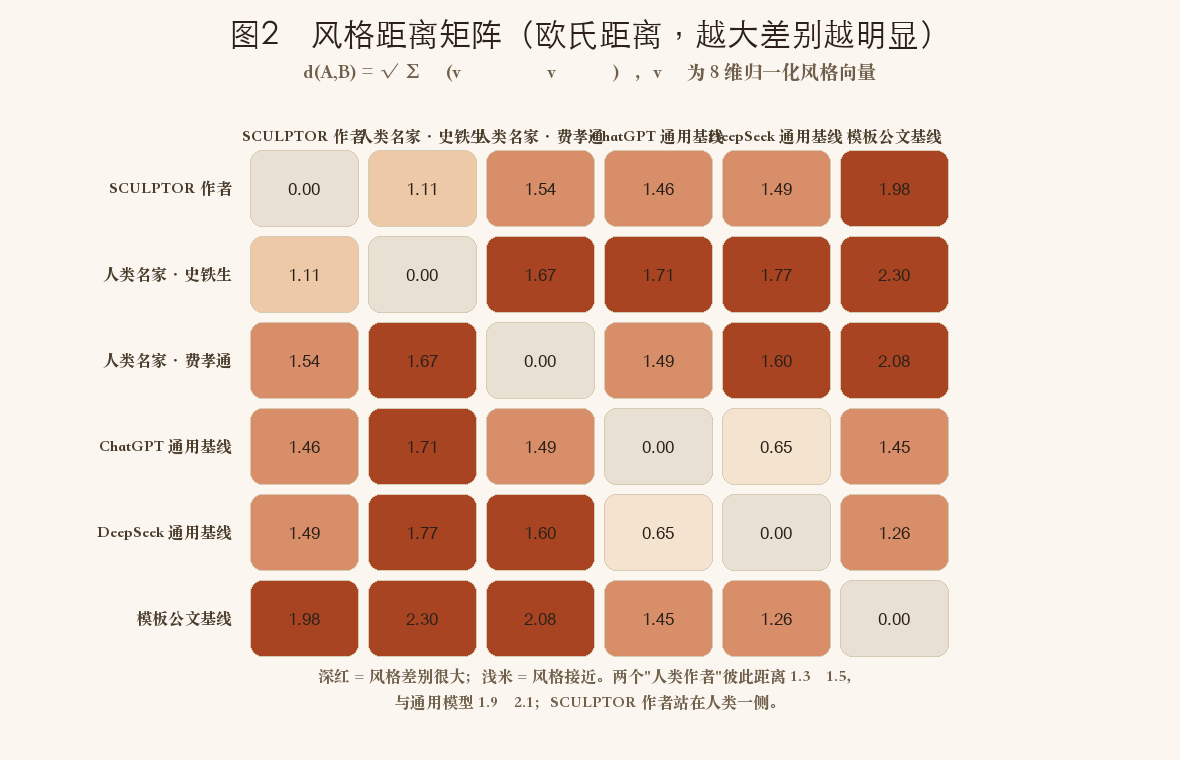 图2 风格距离矩阵（欧氏距离，越大差别越明显）
d(A,B) = √ Σ (v v ) , v 为 8 维归一化风格向量
SCULPTOR 作者 人类名家 · 史铁生 人类名家 · 费孝通 ChatGPT 通用基线 DeepSeek 通用基线 模板公文基线
SCULPTOR 作者 0.00 1.11 1.54 1.46 1.49 1.98
人类名家 · 史铁生 1.11 0.00 1.67 1.71 1.77 2.30
人类名家 · 费孝通 1.54 1.67 0.00 1.49 1.60 2.08
ChatGPT 通用基线 1.46 1.71 1.49 0.00 0.65 1.45
DeepSeek 通用基线 1.49 1.77 1.60 0.65 0.00 1.26
模板公文基线 1.98 2.30 2.08 1.45 1.26 0.00
深红 = 风格差别很大；浅米 = 风格接近。两个"人类作者"彼此距离 1.3 1.5,
与通用模型 1.9 2.1；SCULPTOR 作者站在人类一侧。